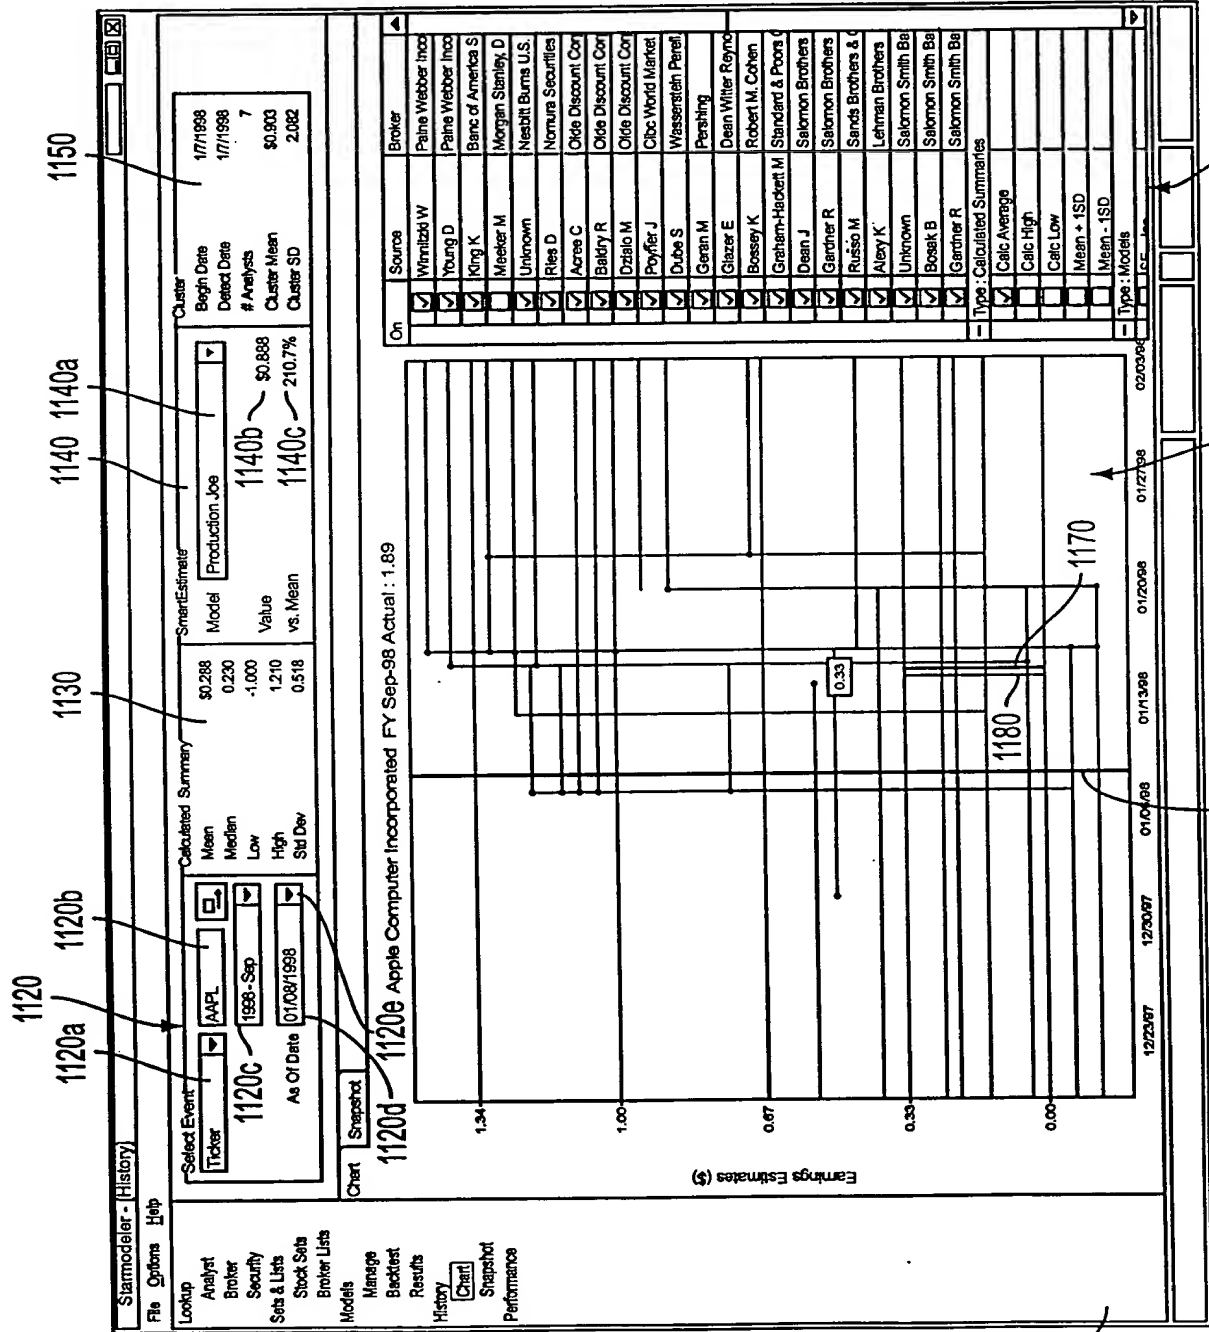 1120
1120a
1120b
1130
1140
1140a
1150
Starmodeler - [History]
File Options Help
Lookup
Analyst
Broker
Security
Sets & Lists
Stock Sets
Broker Lists
Models
Manage
Backtest
Results
History
Chart
Snapshot
Performance
Select Event
Ticker
AAPL
1120c
1998-Sep
As Of Date 01/08/1998
1120d
1120e
Calculated Summary
Mean $0.288
Median 0.230
Low -1.000
High 1.210
Std Dev 0.518
SmartEstimate
Model Production Joe
Value 1140b $0.888
vs. Mean 1140c 210.7%
Cluster
Begin Date 1/7/1998
Detect Date 1/7/1998
# Analysts 7
Cluster Mean $0.903
Cluster SD 2.082
Chart Snapshot
Apple Computer Incorporated FY Sep-98 Actual : 1.89
Earnings Estimates ($)
1.34
1.00
0.67
0.33
0.00
0.33
1180
1170
12/23/97 12/30/97 01/06/98 01/13/98 01/20/98 01/27/98 02/03/98
On Source Broker
Winnitzki W Paine Webber Inco
Young D Paine Webber Inco
King K Banc of America S
Meeker M Morgan Stanley, D
Unknown Nesbitt Burns U.S.
Ries D Nomura Securities
Acree C Olde Discount Cor
Baldry R Olde Discount Cor
Dzialo M Olde Discount Cor
Poyfier J Cibc World Market
Dube S Wasserstein Perell
Geran M Pershing
Glazer E Dean Witter Reyno
Bossey K Robert M. Cohen
Graham-Hackett M Standard & Poors
Dean J Salomon Brothers
Gardner R Salomon Brothers
Russo M Sands Brothers &
Alexy K Lehman Brothers
Unknown Salomon Smith Ba
Bosak B Salomon Smith Ba
Gardner R Salomon Smith Ba
- Type : Calculated Summaries
Calc Average
Calc High
Calc Low
Mean + 1SD
Mean - 1SD
- Type : Models